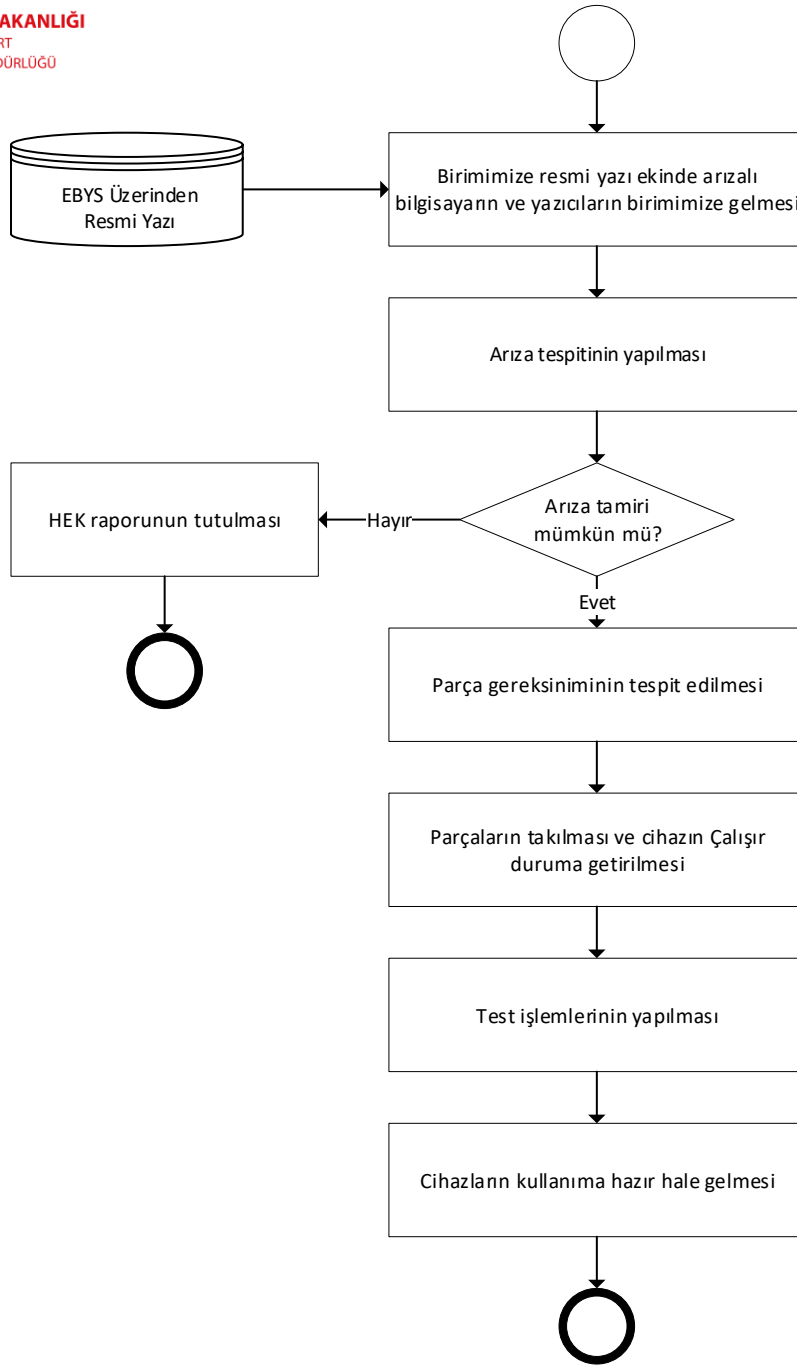 AKANLIĞI
RT
DÜRLÜĞÜ
EBYS Üzerinden
Resmi Yazı
Birimimize resmi yazı ekinde arızalı
bilgisayarın ve yazıcıların birimimize gelmesi
Arıza tespitinin yapılması
HEK raporunun tutulması
Hayır
Arıza tamiri
mümkün mü?
Evet
Parça gereksiniminin tespit edilmesi
Parçaların takılması ve cihazın Çalışır
duruma getirilmesi
Test işlemlerinin yapılması
Cihazların kullanıma hazır hale gelmesi